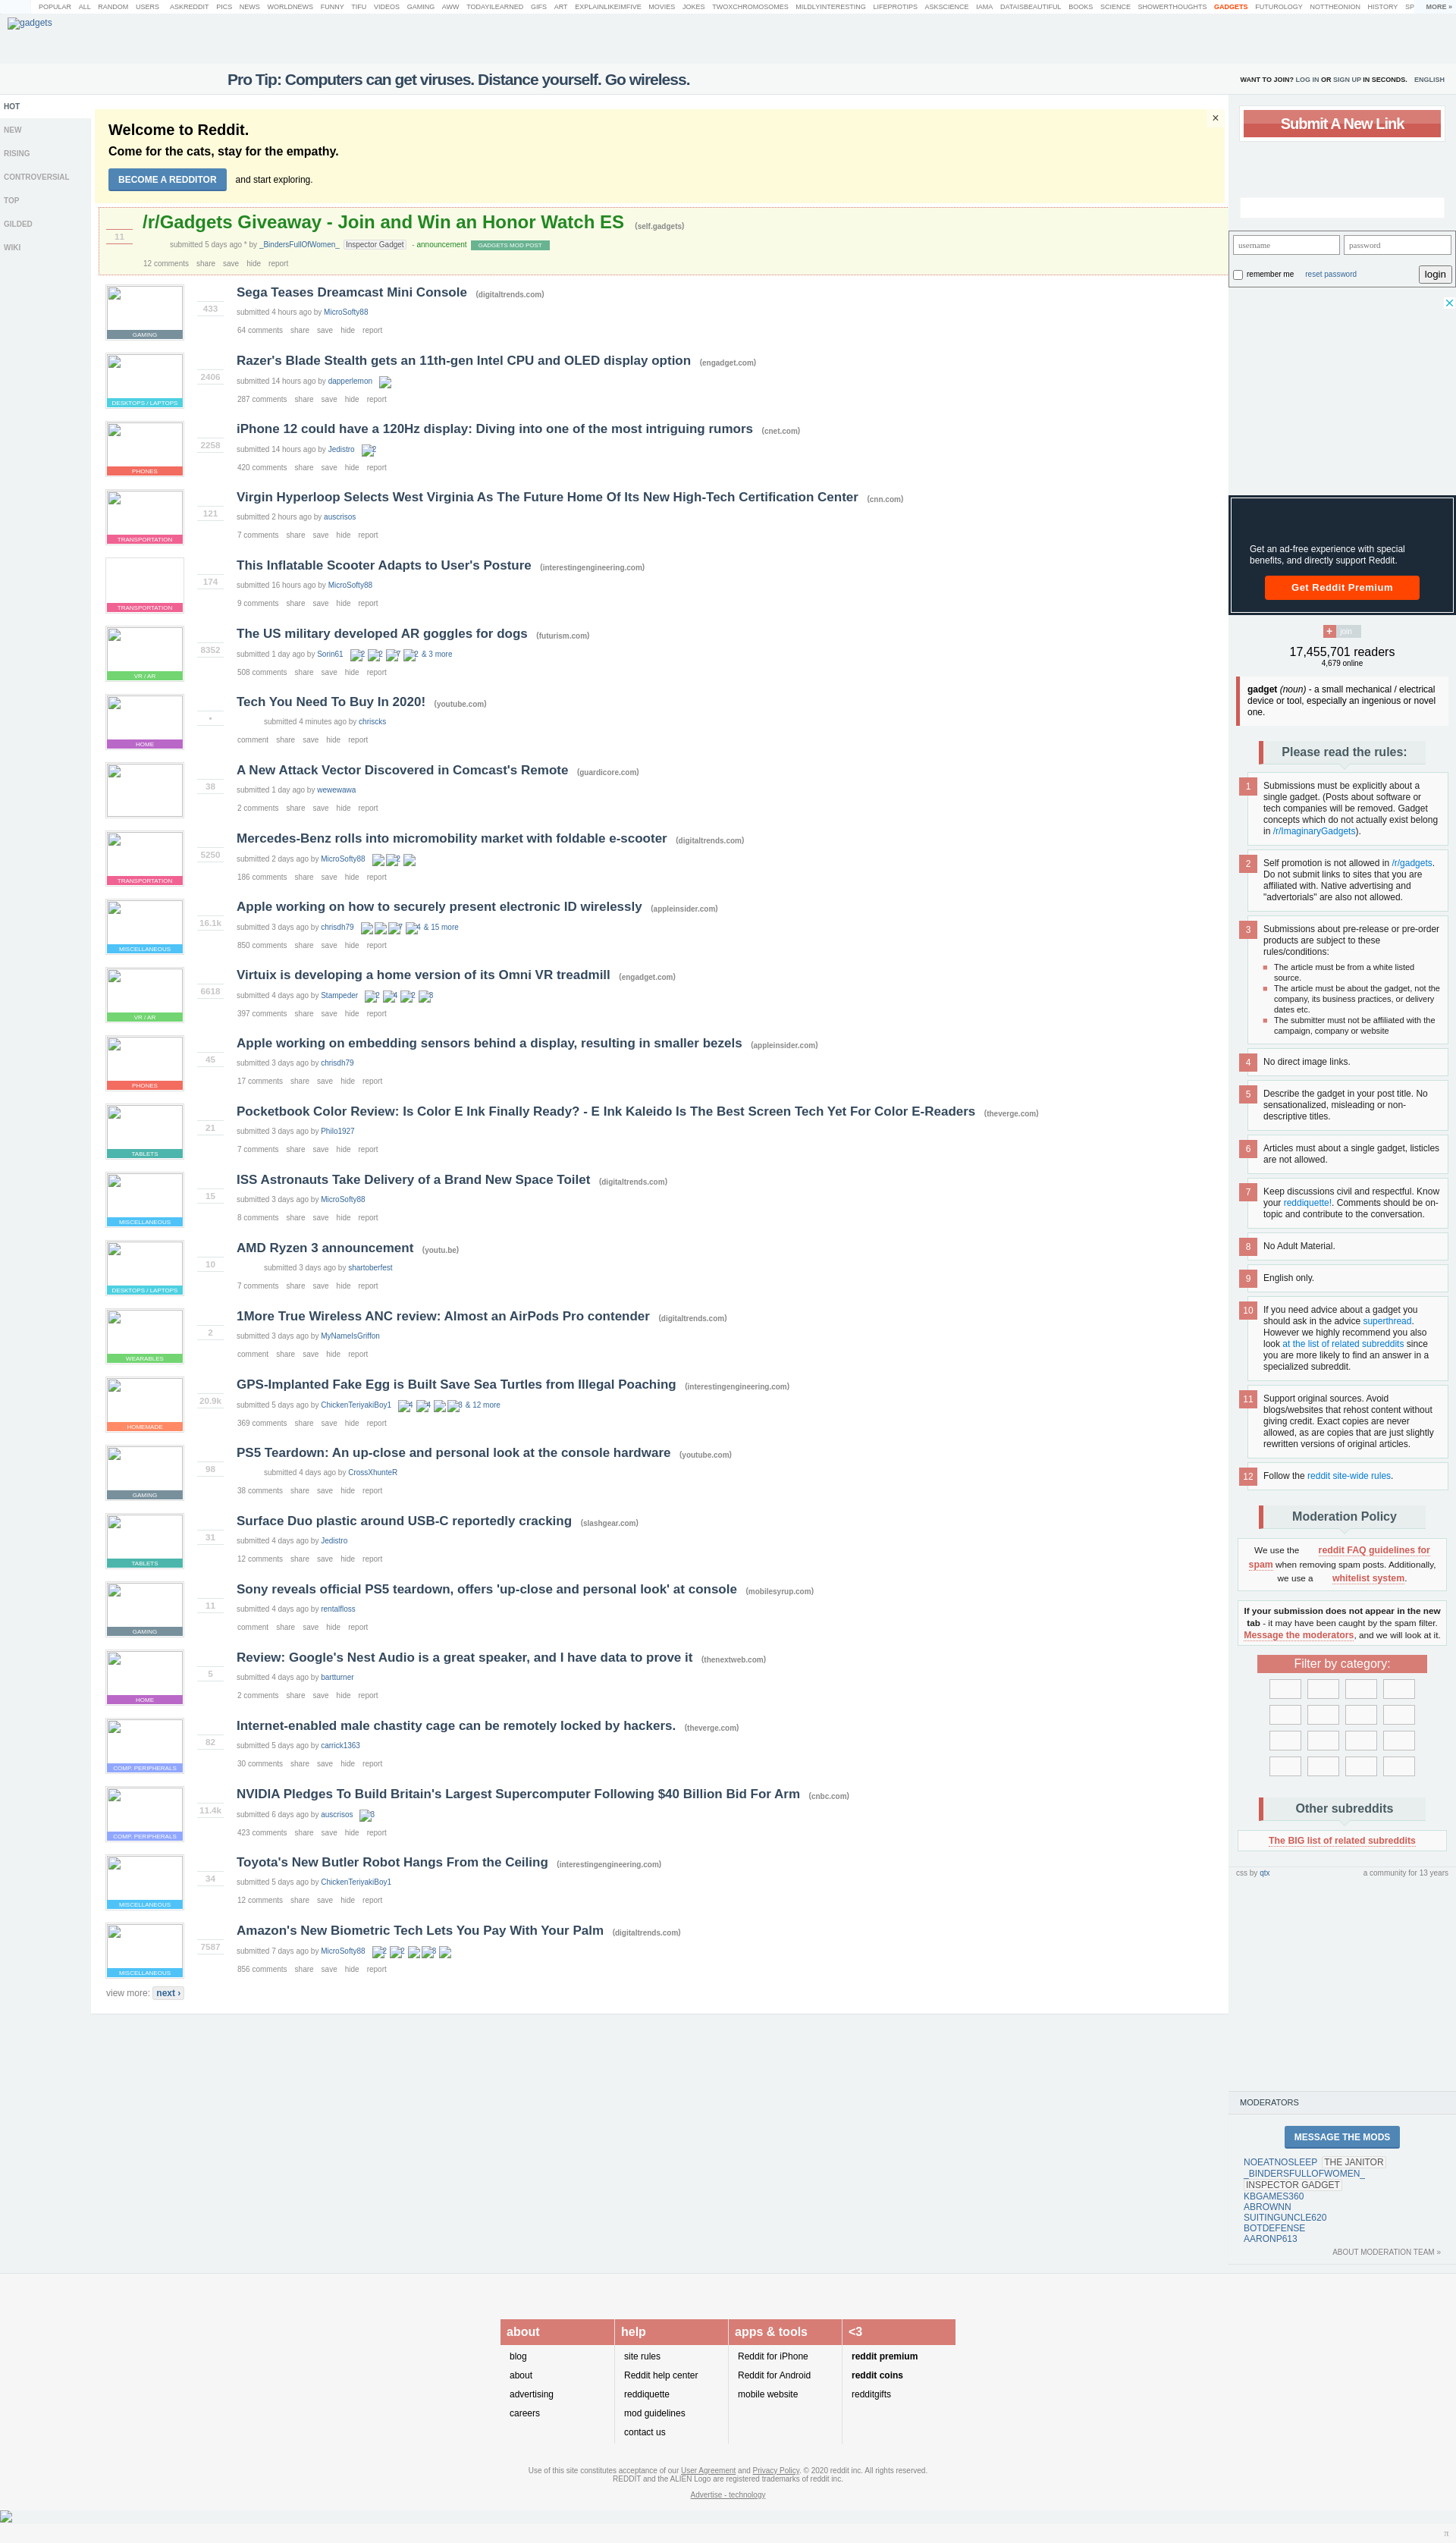 POPULAR ALL RANDOM USERS ASKREDDIT PICS NEWS WORLDNEWS FUNNY TIFU VIDEOS GAMING AWW TODAYILEARNED GIFS ART EXPLAINLIKEIMFIVE MOVIES JOKES TWOXCHROMOSOMES MILDLYINTERESTING LIFEPROTIPS ASKSCIENCE IAMA DATAISBEAUTIFUL BOOKS SCIENCE SHOWERTHOUGHTS GADGETS FUTUROLOGY NOTTHEONION HISTORY SP MORE »
gadgets
Pro Tip: Computers can get viruses. Distance yourself. Go wireless.
WANT TO JOIN? LOG IN OR SIGN UP IN SECONDS. ENGLISH
HOT
NEW
RISING
CONTROVERSIAL
TOP
GILDED
WIKI
Welcome to Reddit.
Come for the cats, stay for the empathy.
BECOME A REDDITOR and start exploring.
×
/r/Gadgets Giveaway - Join and Win an Honor Watch ES (self.gadgets)
11
submitted 5 days ago * by _BindersFullOfWomen_ Inspector Gadget - announcement GADGETS MOD POST
12 comments share save hide report
Sega Teases Dreamcast Mini Console (digitaltrends.com)
433
submitted 4 hours ago by MicroSofty88
GAMING
64 comments share save hide report
Razer's Blade Stealth gets an 11th-gen Intel CPU and OLED display option (engadget.com)
2406
submitted 14 hours ago by dapperlemon
DESKTOPS / LAPTOPS
287 comments share save hide report
iPhone 12 could have a 120Hz display: Diving into one of the most intriguing rumors (cnet.com)
2258
submitted 14 hours ago by Jedistro 2
PHONES
420 comments share save hide report
Virgin Hyperloop Selects West Virginia As The Future Home Of Its New High-Tech Certification Center (cnn.com)
121
submitted 2 hours ago by auscrisos
TRANSPORTATION
7 comments share save hide report
This Inflatable Scooter Adapts to User's Posture (interestingengineering.com)
174
submitted 16 hours ago by MicroSofty88
TRANSPORTATION
9 comments share save hide report
The US military developed AR goggles for dogs (futurism.com)
8352
submitted 1 day ago by Sorin61 2 2 7 2 & 3 more
VR / AR
508 comments share save hide report
Tech You Need To Buy In 2020! (youtube.com)
•
submitted 4 minutes ago by chriscks
HOME
comment share save hide report
A New Attack Vector Discovered in Comcast's Remote (guardicore.com)
38
submitted 1 day ago by wewewawa
2 comments share save hide report
Mercedes-Benz rolls into micromobility market with foldable e-scooter (digitaltrends.com)
5250
submitted 2 days ago by MicroSofty88 2
TRANSPORTATION
186 comments share save hide report
Apple working on how to securely present electronic ID wirelessly (appleinsider.com)
16.1k
submitted 3 days ago by chrisdh79 7 4 & 15 more
MISCELLANEOUS
850 comments share save hide report
Virtuix is developing a home version of its Omni VR treadmill (engadget.com)
6618
submitted 4 days ago by Stampeder 2 4 2 3
VR / AR
397 comments share save hide report
Apple working on embedding sensors behind a display, resulting in smaller bezels (appleinsider.com)
45
submitted 3 days ago by chrisdh79
PHONES
17 comments share save hide report
Pocketbook Color Review: Is Color E Ink Finally Ready? - E Ink Kaleido Is The Best Screen Tech Yet For Color E-Readers (theverge.com)
21
submitted 3 days ago by Philo1927
TABLETS
7 comments share save hide report
ISS Astronauts Take Delivery of a Brand New Space Toilet (digitaltrends.com)
15
submitted 3 days ago by MicroSofty88
MISCELLANEOUS
8 comments share save hide report
AMD Ryzen 3 announcement (youtu.be)
10
submitted 3 days ago by shartoberfest
DESKTOPS / LAPTOPS
7 comments share save hide report
1More True Wireless ANC review: Almost an AirPods Pro contender (digitaltrends.com)
2
submitted 3 days ago by MyNameIsGriffon
WEARABLES
comment share save hide report
GPS-Implanted Fake Egg is Built Save Sea Turtles from Illegal Poaching (interestingengineering.com)
20.9k
submitted 5 days ago by ChickenTeriyakiBoy1 4 4 3 & 12 more
HOMEMADE
369 comments share save hide report
PS5 Teardown: An up-close and personal look at the console hardware (youtube.com)
98
submitted 4 days ago by CrossXhunteR
GAMING
38 comments share save hide report
Surface Duo plastic around USB-C reportedly cracking (slashgear.com)
31
submitted 4 days ago by Jedistro
TABLETS
12 comments share save hide report
Sony reveals official PS5 teardown, offers 'up-close and personal look' at console (mobilesyrup.com)
11
submitted 4 days ago by rentalfloss
GAMING
comment share save hide report
Review: Google's Nest Audio is a great speaker, and I have data to prove it (thenextweb.com)
5
submitted 4 days ago by bartturner
HOME
2 comments share save hide report
Internet-enabled male chastity cage can be remotely locked by hackers. (theverge.com)
82
submitted 5 days ago by carrick1363
COMP. PERIPHERALS
30 comments share save hide report
NVIDIA Pledges To Build Britain's Largest Supercomputer Following $40 Billion Bid For Arm (cnbc.com)
11.4k
submitted 6 days ago by auscrisos 3
COMP. PERIPHERALS
423 comments share save hide report
Toyota's New Butler Robot Hangs From the Ceiling (interestingengineering.com)
34
submitted 5 days ago by ChickenTeriyakiBoy1
MISCELLANEOUS
12 comments share save hide report
Amazon's New Biometric Tech Lets You Pay With Your Palm (digitaltrends.com)
7587
submitted 7 days ago by MicroSofty88 2 2 3
MISCELLANEOUS
856 comments share save hide report
view more: next ›
Submit A New Link
username password
remember me reset password login
Get an ad-free experience with special
benefits, and directly support Reddit.
Get Reddit Premium
+ join
17,455,701 readers
4,679 online
gadget (noun) - a small mechanical / electrical
device or tool, especially an ingenious or novel
one.
Please read the rules:
1 Submissions must be explicitly about a
single gadget. (Posts about software or
tech companies will be removed. Gadget
concepts which do not actually exist belong
in /r/ImaginaryGadgets).
2 Self promotion is not allowed in /r/gadgets.
Do not submit links to sites that you are
affiliated with. Native advertising and
"advertorials" are also not allowed.
3 Submissions about pre-release or pre-order
products are subject to these
rules/conditions:
The article must be from a white listed
source.
The article must be about the gadget, not the
company, its business practices, or delivery
dates etc.
The submitter must not be affiliated with the
campaign, company or website
4 No direct image links.
5 Describe the gadget in your post title. No
sensationalized, misleading or non-
descriptive titles.
6 Articles must about a single gadget, listicles
are not allowed.
7 Keep discussions civil and respectful. Know
your reddiquette!. Comments should be on-
topic and contribute to the conversation.
8 No Adult Material.
9 English only.
10 If you need advice about a gadget you
should ask in the advice superthread.
However we highly recommend you also
look at the list of related subreddits since
you are more likely to find an answer in a
specialized subreddit.
11 Support original sources. Avoid
blogs/websites that rehost content without
giving credit. Exact copies are never
allowed, as are copies that are just slightly
rewritten versions of original articles.
12 Follow the reddit site-wide rules.
Moderation Policy
We use the reddit FAQ guidelines for
spam when removing spam posts. Additionally,
we use a whitelist system.
If your submission does not appear in the new
tab - it may have been caught by the spam filter.
Message the moderators, and we will look at it.
Filter by category:
Other subreddits
The BIG list of related subreddits
css by qtx a community for 13 years
MODERATORS
MESSAGE THE MODS
NOEATNOSLEEP THE JANITOR
_BINDERSFULLOFWOMEN_
INSPECTOR GADGET
KBGAMES360
ABROWNN
SUITINGUNCLE620
BOTDEFENSE
AARONP613
ABOUT MODERATION TEAM »
about
blog
about
advertising
careers
help
site rules
Reddit help center
reddiquette
mod guidelines
contact us
apps & tools
Reddit for iPhone
Reddit for Android
mobile website
<3
reddit premium
reddit coins
redditgifts
Use of this site constitutes acceptance of our User Agreement and Privacy Policy. © 2020 reddit inc. All rights reserved.
REDDIT and the ALIEN Logo are registered trademarks of reddit inc.
Advertise - technology